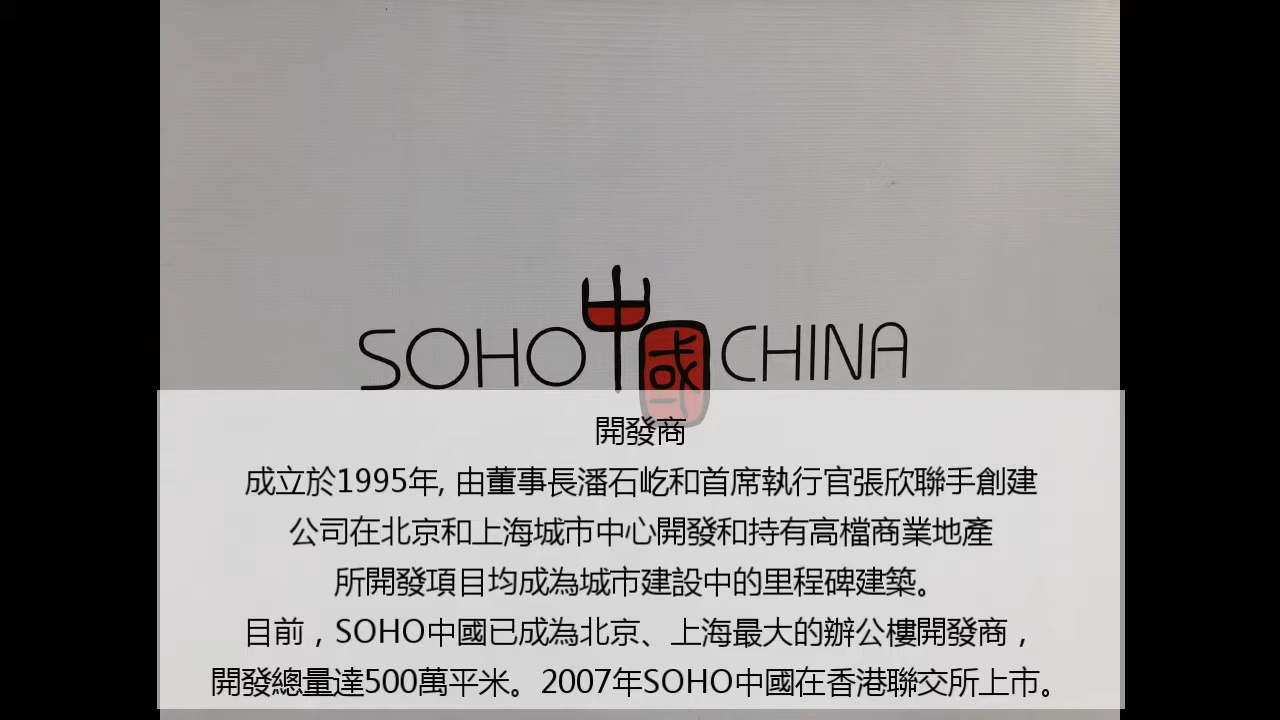 SOHO中國CHINA
開發商
成立於1995年, 由董事長潘石屹和首席執行官張欣聯手創建
公司在北京和上海城市中心開發和持有高檔商業地產
所開發項目均成為城市建設中的里程碑建築。
目前，SOHO中國已成為北京、上海最大的辦公樓開發商，
開發總量達500萬平米。2007年SOHO中國在香港聯交所上市。